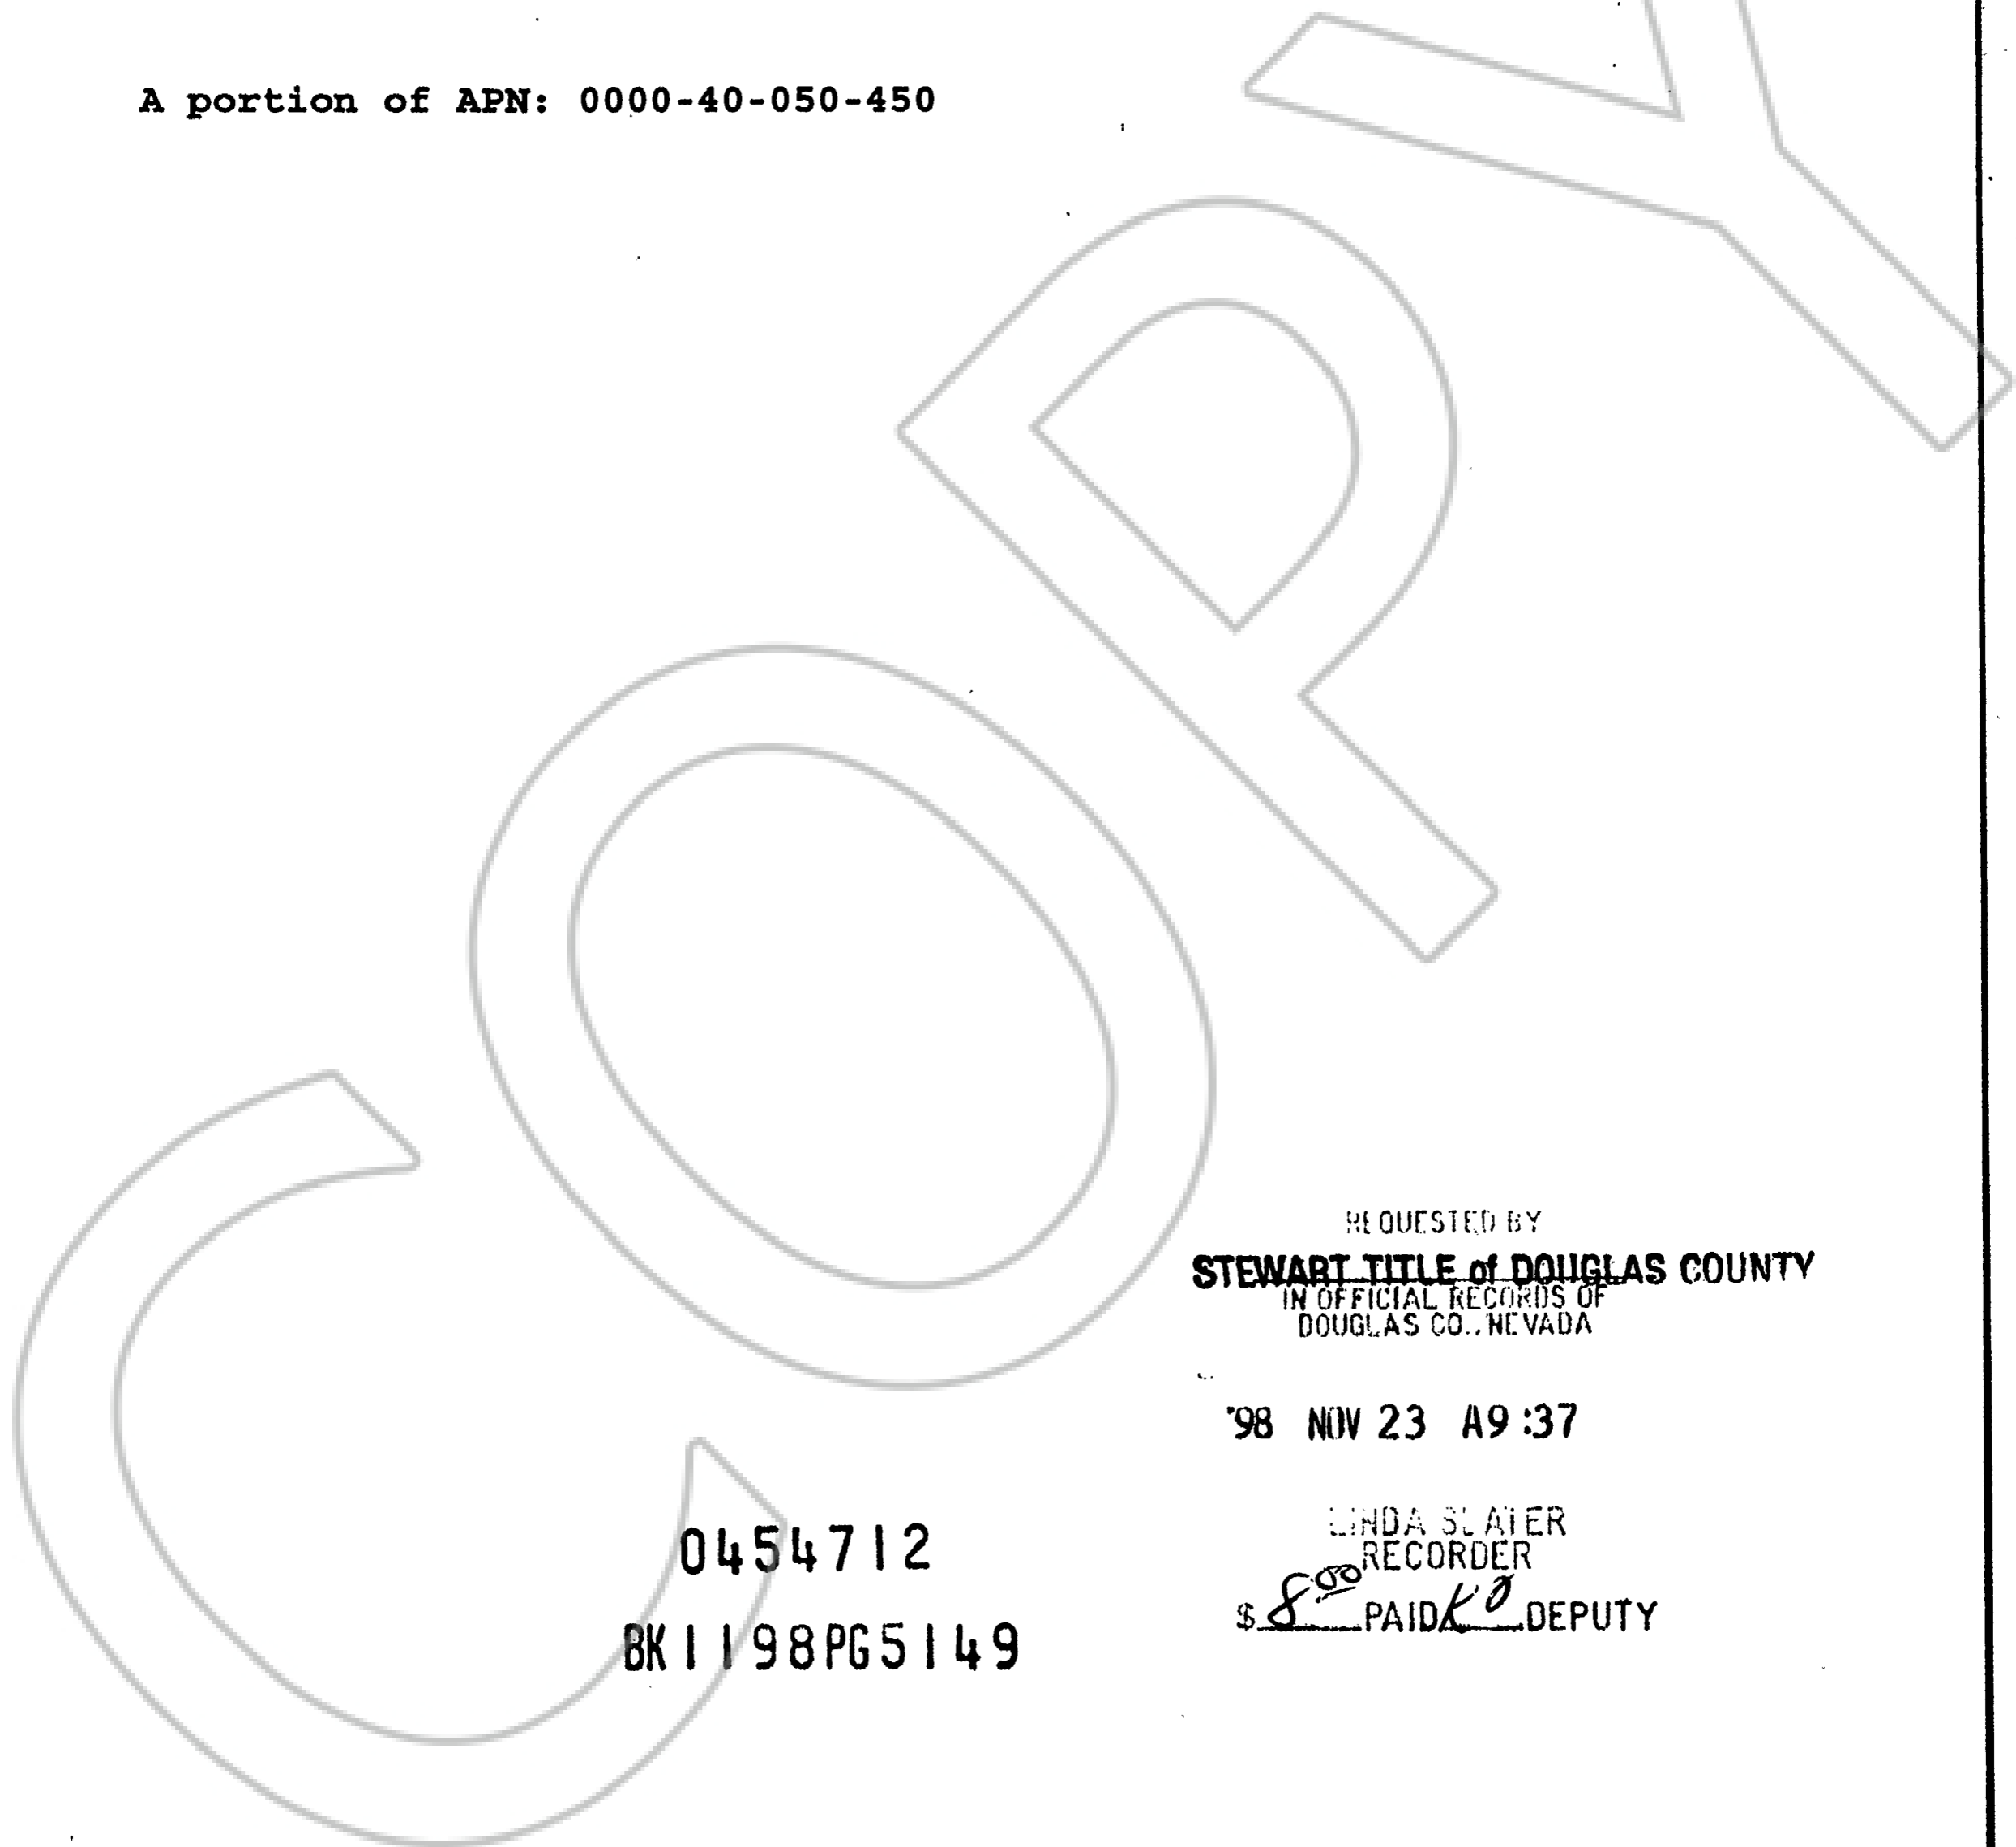 A portion of APN: 0000-40-050-450
COPY
REQUESTED BY
STEWART TITLE of DOUGLAS COUNTY
IN OFFICIAL RECORDS OF
DOUGLAS CO., NEVADA
'98 NOV 23 A9:37
LINDA SLATER
RECORDER
$ 8.00 PAID DEPUTY
0454712
BK1198PG5149